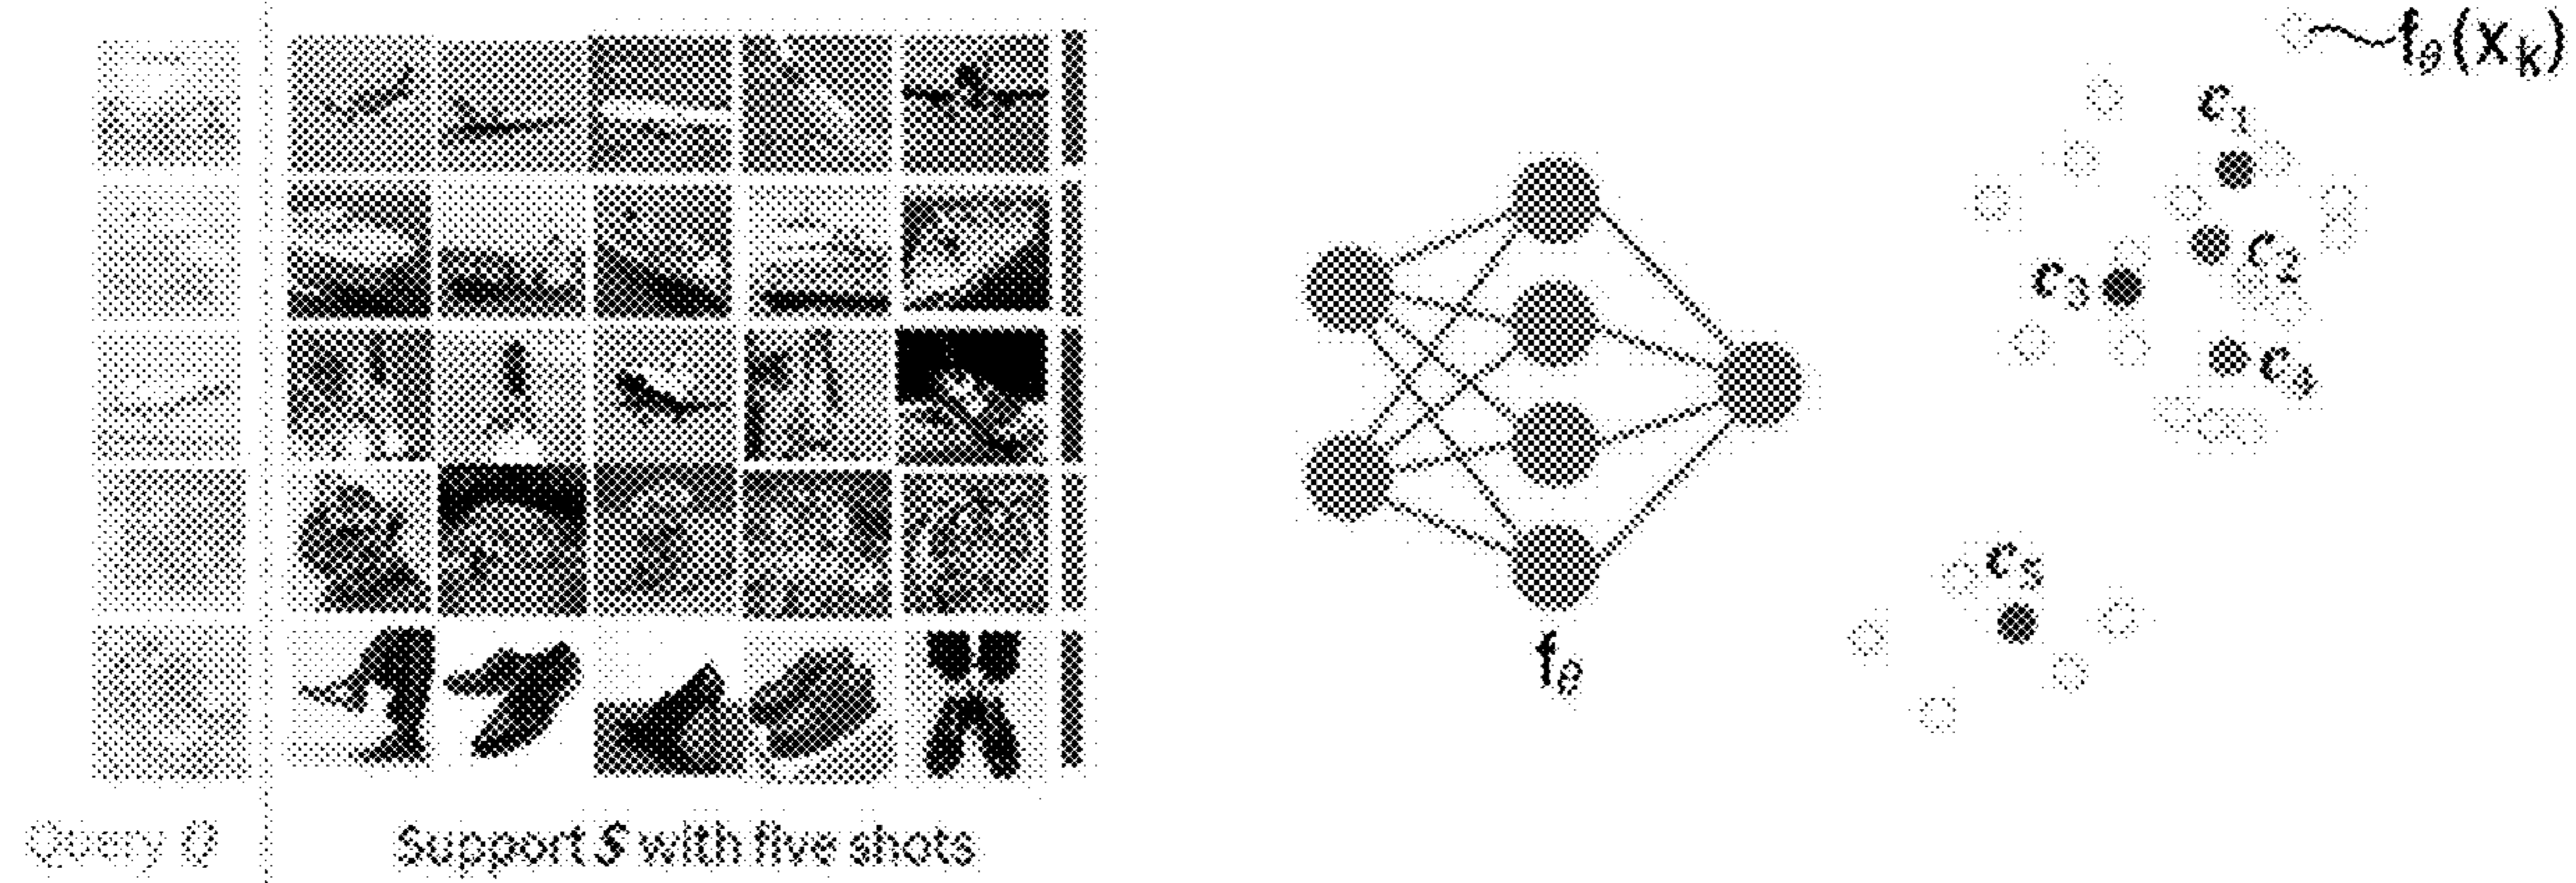 f_θ(x_k)
c_1
c_2
c_3
c_4
c_5
f_θ
Query Q
Support S with five shots